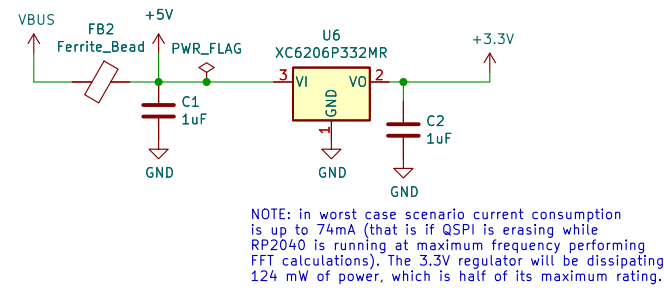 VBUS
FB2
Ferrite_Bead
+5V
PWR_FLAG
U6
XC6206P332MR
+3.3V
3
VI
VO
2
GND
1
C1
1uF
C2
1uF
GND
GND
GND
NOTE: in worst case scenario current consumption
is up to 74mA (that is if QSPI is erasing while
RP2040 is running at maximum frequency performing
FFT calculations). The 3.3V regulator will be dissipating
124 mW of power, which is half of its maximum rating.